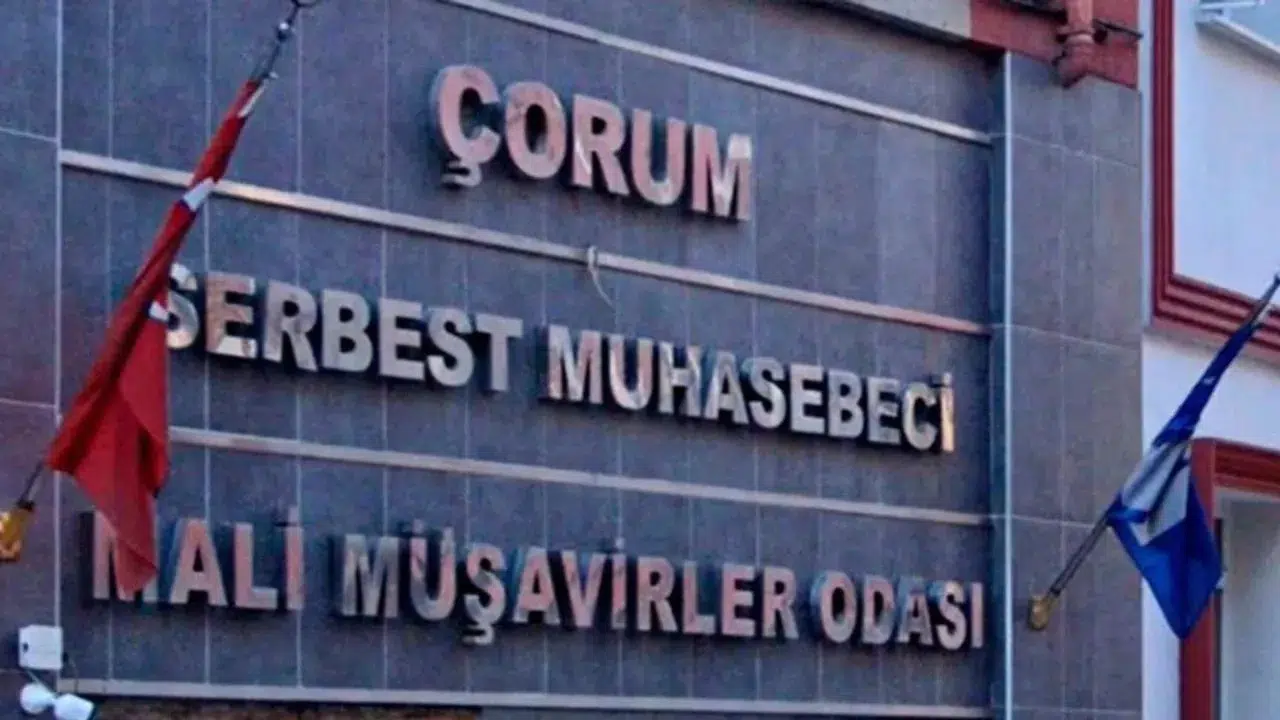 ÇORUM
SERBEST MUHASEBECİ
MALİ MÜŞAVİRLER ODASI